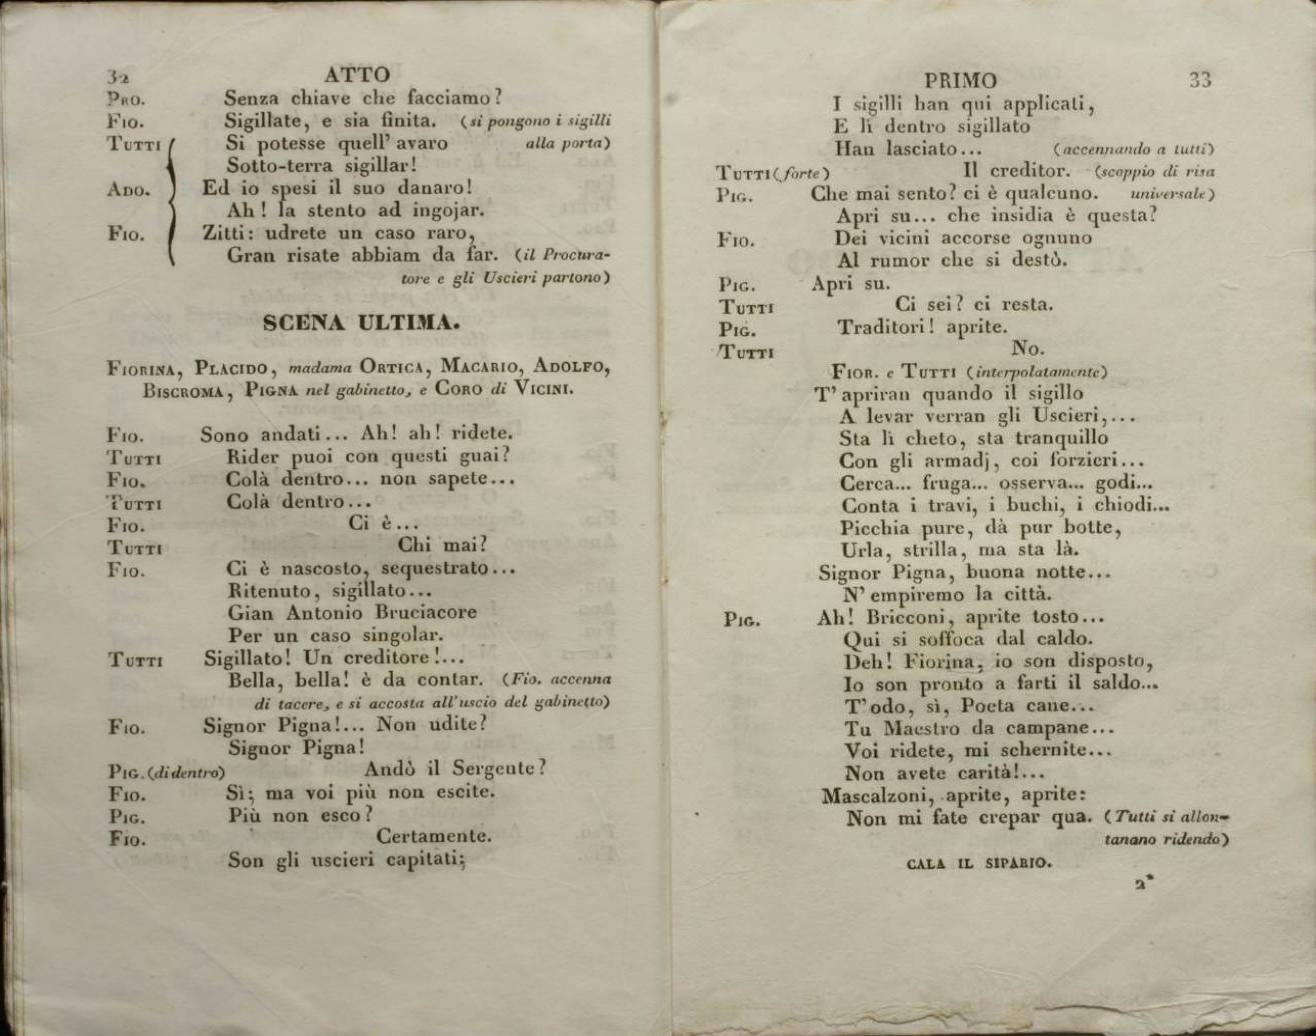 32 ATTO
PRO. Senza chiave che facciamo?
FIO. Sigillate, e sia finita. (si pongono i sigilli
TUTTI Si potesse quell' avaro alla porta)
Sotto-terra sigillar!
ADO. Ed io spesi il suo danaro!
Ah! la stento ad ingojar.
FIO. Zitti: udrete un caso raro,
Gran risate abbiam da far. (il Procura-
tore e gli Uscieri partono)
SCENA ULTIMA.
FIORINA, PLACIDO, madama ORTICA, MACARIO, ADOLFO,
BISCROMA, PIGNA nel gabinetto, e CORO di VICINI.
FIO. Sono andati... Ah! ah! ridete.
TUTTI Rider puoi con questi guai?
FIO. Colà dentro... non sapete...
TUTTI Colà dentro...
FIO. Ci è...
TUTTI Chi mai?
FIO. Ci è nascosto, sequestrato...
Ritenuto, sigillato...
Gian Antonio Bruciacore
Per un caso singolar.
TUTTI Sigillato! Un creditore!...
Bella, bella! è da contar. (Fio. accenna
di tacere, e si accosta all'uscio del gabinetto)
FIO. Signor Pigna!... Non udite?
Signor Pigna!
PIG. (di dentro) Andò il Sergente?
FIO. Sì; ma voi più non escite.
PIG. Più non esco?
FIO. Certamente.
Son gli uscieri capitati;
PRIMO 33
I sigilli han qui applicati,
E lì dentro sigillato
Han lasciato... (accennando a tutti)
TUTTI (forte) Il creditor. (scoppio di risa
PIG. Che mai sento? ci è qualcuno. universale)
Apri su... che insidia è questa?
FIO. Dei vicini accorse ognuno
Al rumor che si destò.
PIG. Apri su.
TUTTI Ci sei? ci resta.
PIG. Traditori! aprite.
TUTTI No.
FIOR. e TUTTI (interpolatamente)
T' apriran quando il sigillo
A levar verran gli Uscieri,...
Sta lì cheto, sta tranquillo
Con gli armadj, coi forzieri...
Cerca... fruga... osserva... godi...
Conta i travi, i buchi, i chiodi...
Picchia pure, dà pur botte,
Urla, strilla, ma sta là.
Signor Pigna, buona notte...
N' empiremo la città.
PIG. Ah! Bricconi, aprite tosto...
Qui si soffoca dal caldo.
Deh! Fiorina, io son disposto,
Io son pronto a farti il saldo...
T'odo, sì, Poeta cane...
Tu Maestro da campane...
Voi ridete, mi schernite...
Non avete carità!...
Mascalzoni, aprite, aprite:
Non mi fate crepar qua. (Tutti si allon-
tanano ridendo)
CALA IL SIPARIO.
2*